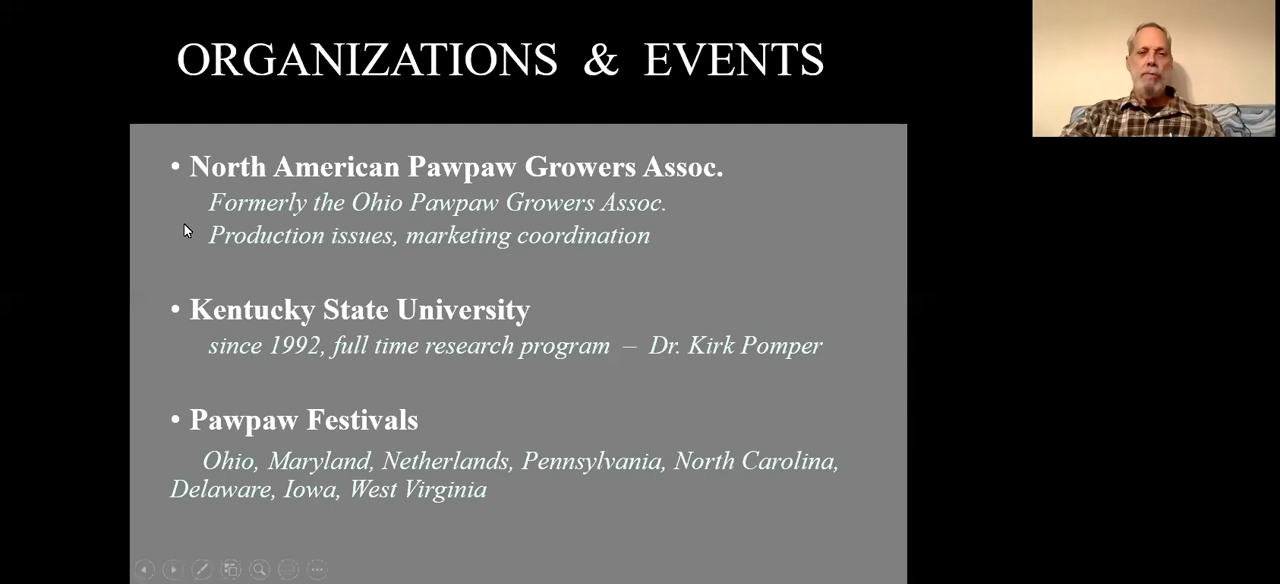 ORGANIZATIONS & EVENTS
• North American Pawpaw Growers Assoc.
Formerly the Ohio Pawpaw Growers Assoc.
Production issues, marketing coordination
• Kentucky State University
since 1992, full time research program – Dr. Kirk Pomper
• Pawpaw Festivals
Ohio, Maryland, Netherlands, Pennsylvania, North Carolina,
Delaware, Iowa, West Virginia